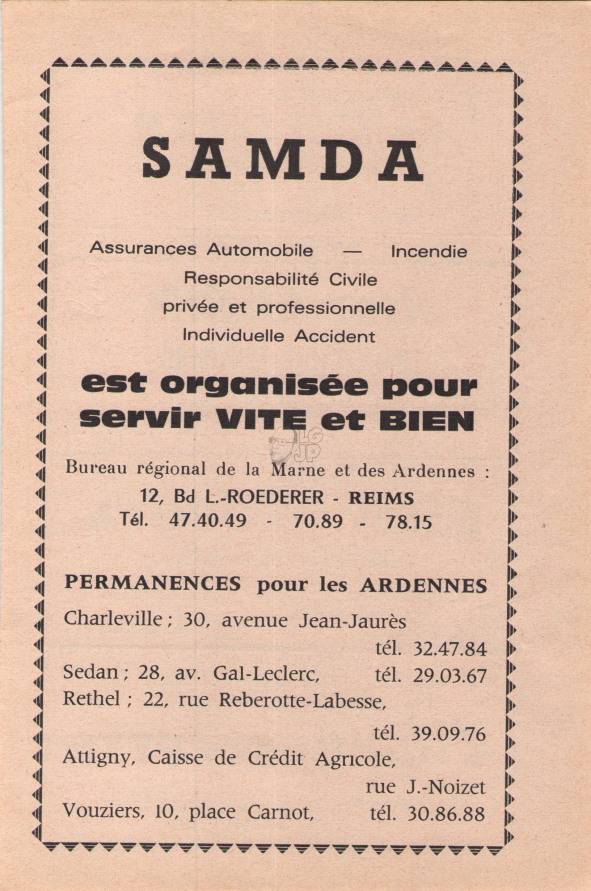 SAMDA
Assurances Automobile — Incendie
Responsabilité Civile
privée et professionnelle
Individuelle Accident
est organisée pour
servir VITE et BIEN
LG
JP
Bureau régional de la Marne et des Ardennes :
12, Bd L.-ROEDERER - REIMS
Tél. 47.40.49 - 70.89 - 78.15
PERMANENCES pour les ARDENNES
Charleville ; 30, avenue Jean-Jaurès
tél. 32.47.84
Sedan ; 28, av. Gal-Leclerc, tél. 29.03.67
Rethel ; 22, rue Reberotte-Labesse,
tél. 39.09.76
Attigny, Caisse de Crédit Agricole,
rue J.-Noizet
Vouziers, 10, place Carnot, tél. 30.86.88